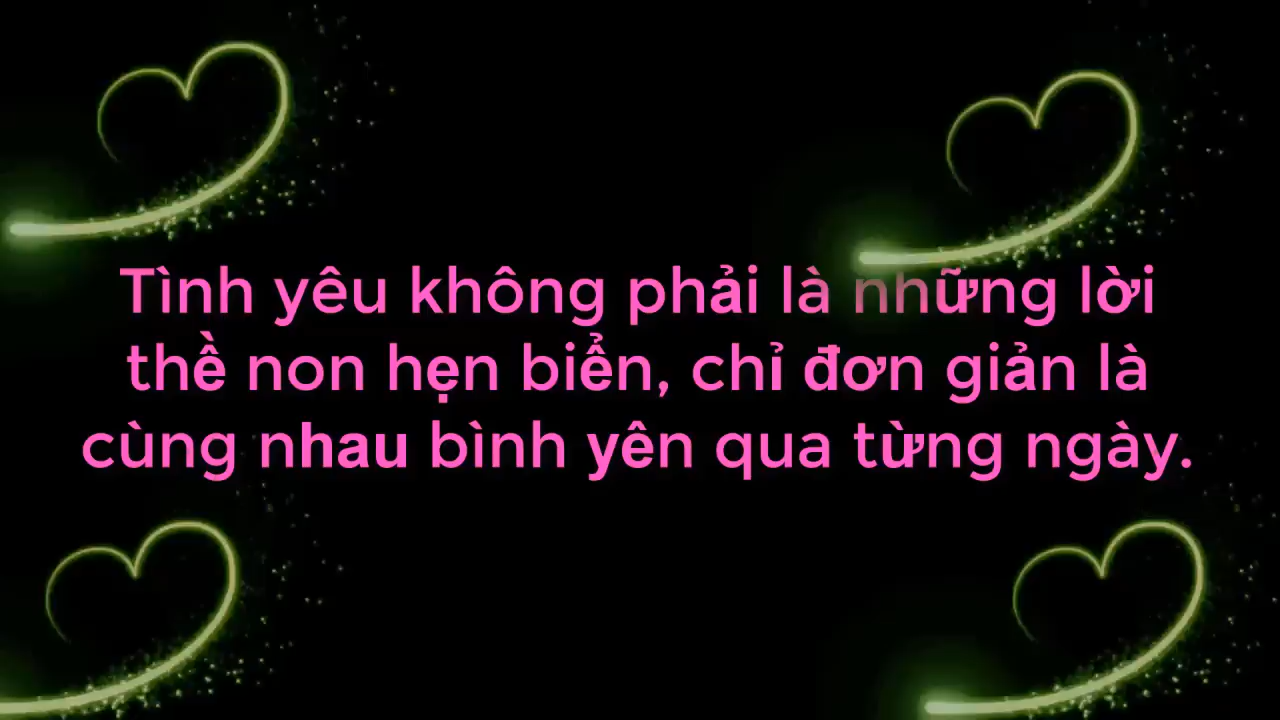 Tình yêu không phải là những lời
thề non hẹn biển, chỉ đơn giản là
cùng nhau bình yên qua từng ngày.